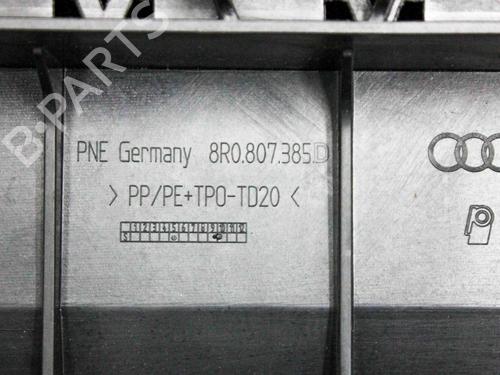 B-PARTS
PNE Germany 8R0.807.385.D
> PP/PE+TPO-TD20 <